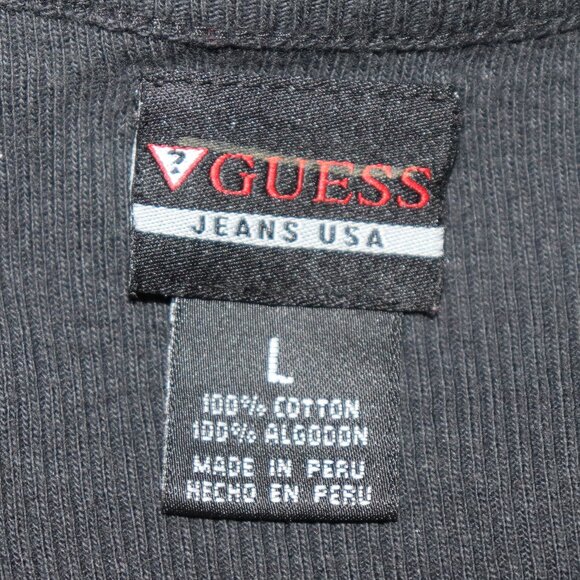 ? GUESS
JEANS USA
L
100% COTTON
100% ALGODON
MADE IN PERU
HECHO EN PERU